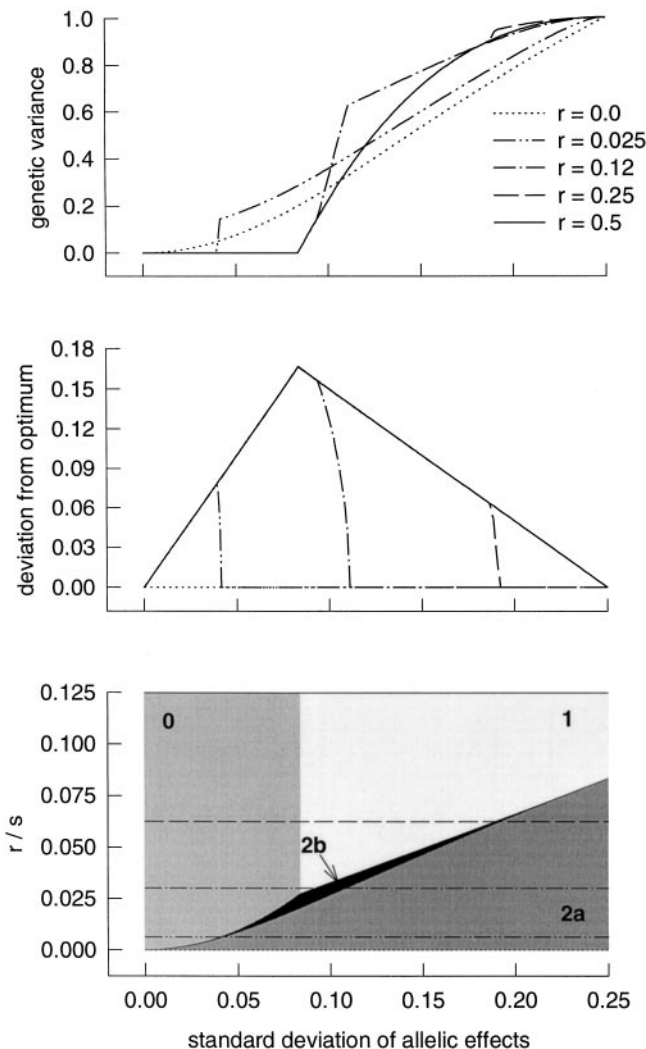 1.0
0.8
0.6
0.4
0.2
0.0
genetic variance
r = 0.0
r = 0.025
r = 0.12
r = 0.25
r = 0.5
0.18
0.15
0.12
0.09
0.06
0.03
0.00
deviation from optimum
0.125
0.100
0.075
0.050
0.025
0.000
r / s
0
1
2b
2a
0.00 0.05 0.10 0.15 0.20 0.25
standard deviation of allelic effects